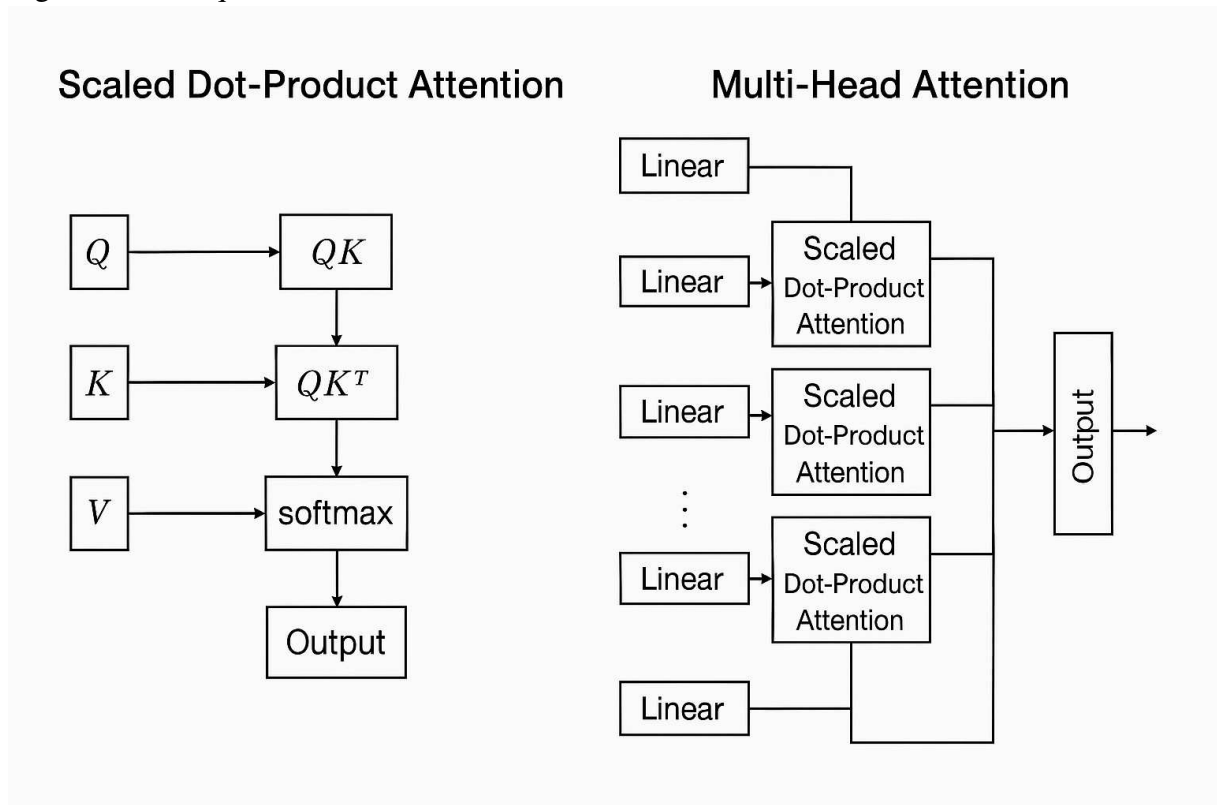 Scaled Dot-Product Attention
Q
QK
K
QKᵀ
V
softmax
Output
Multi-Head Attention
Linear
Linear
Scaled
Dot-Product
Attention
Linear
Scaled
Dot-Product
Attention
Linear
Scaled
Dot-Product
Attention
Linear
Output